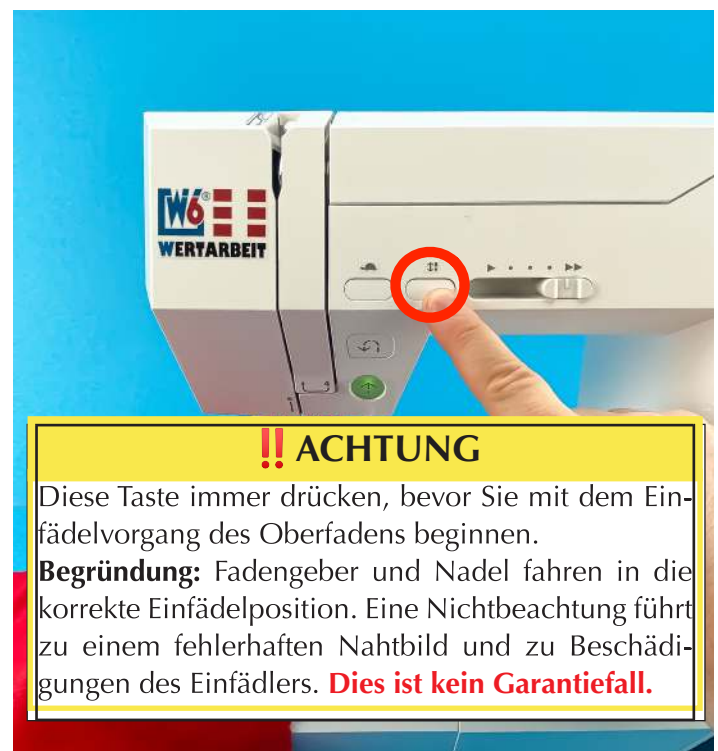 W6®
WERTARBEIT
‼ ACHTUNG
Diese Taste immer drücken, bevor Sie mit dem Ein-
fädelvorgang des Oberfadens beginnen.
Begründung: Fadengeber und Nadel fahren in die
korrekte Einfädelposition. Eine Nichtbeachtung führt
zu einem fehlerhaften Nahtbild und zu Beschädi-
gungen des Einfädlers. Dies ist kein Garantiefall.